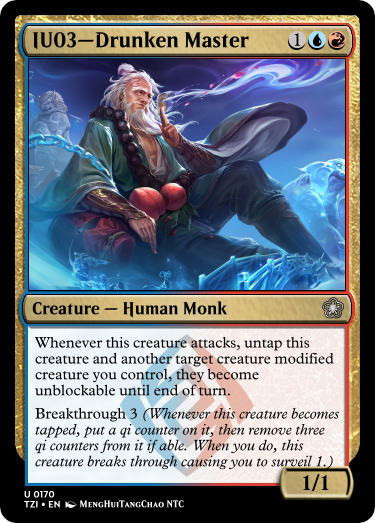 IU03—Drunken Master 1UR
Creature — Human Monk
Whenever this creature attacks, untap this
creature and another target creature modified
creature you control, they become
unblockable until end of turn.
Breakthrough 3 (Whenever this creature becomes
tapped, put a qi counter on it, then remove three
qi counters from it if able. When you do, this
creature breaks through causing you to surveil 1.)
1/1
U 0170
TZI • EN MengHuiTangChao NTC